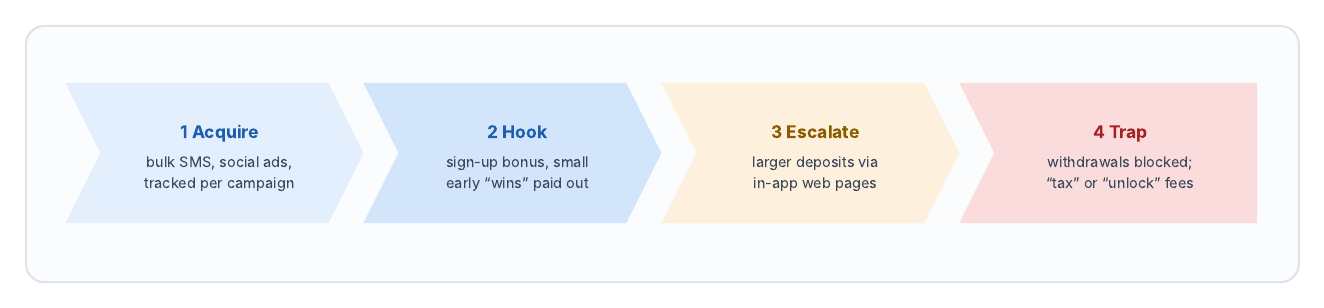 1 Acquire
bulk SMS, social ads,
tracked per campaign
2 Hook
sign-up bonus, small
early “wins” paid out
3 Escalate
larger deposits via
in-app web pages
4 Trap
withdrawals blocked;
“tax” or “unlock” fees